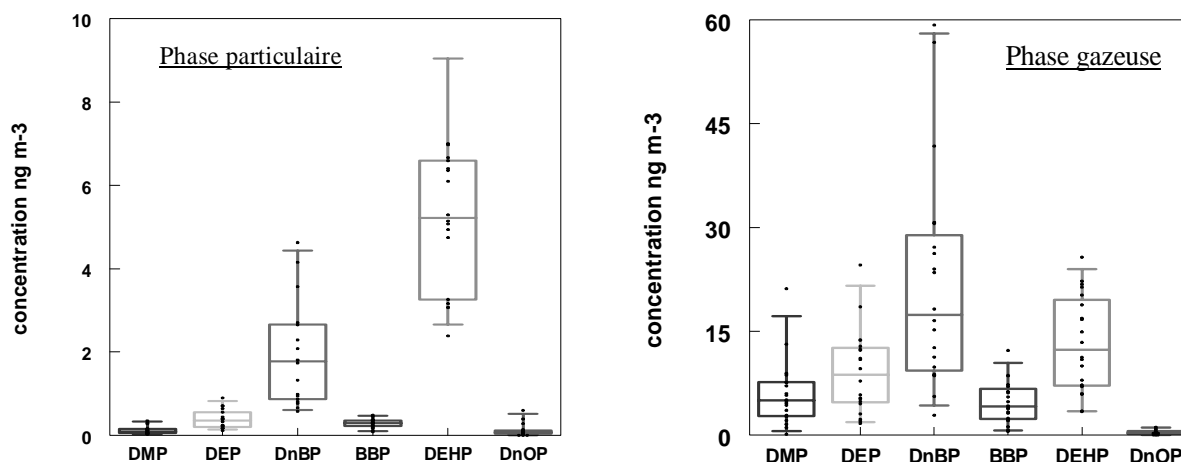 Phase particulaire
concentration ng m-3
10
8
6
4
2
0
DMP DEP DnBP BBP DEHP DnOP
Phase gazeuse
concentration ng m-3
60
45
30
15
0
DMP DEP DnBP BBP DEHP DnOP